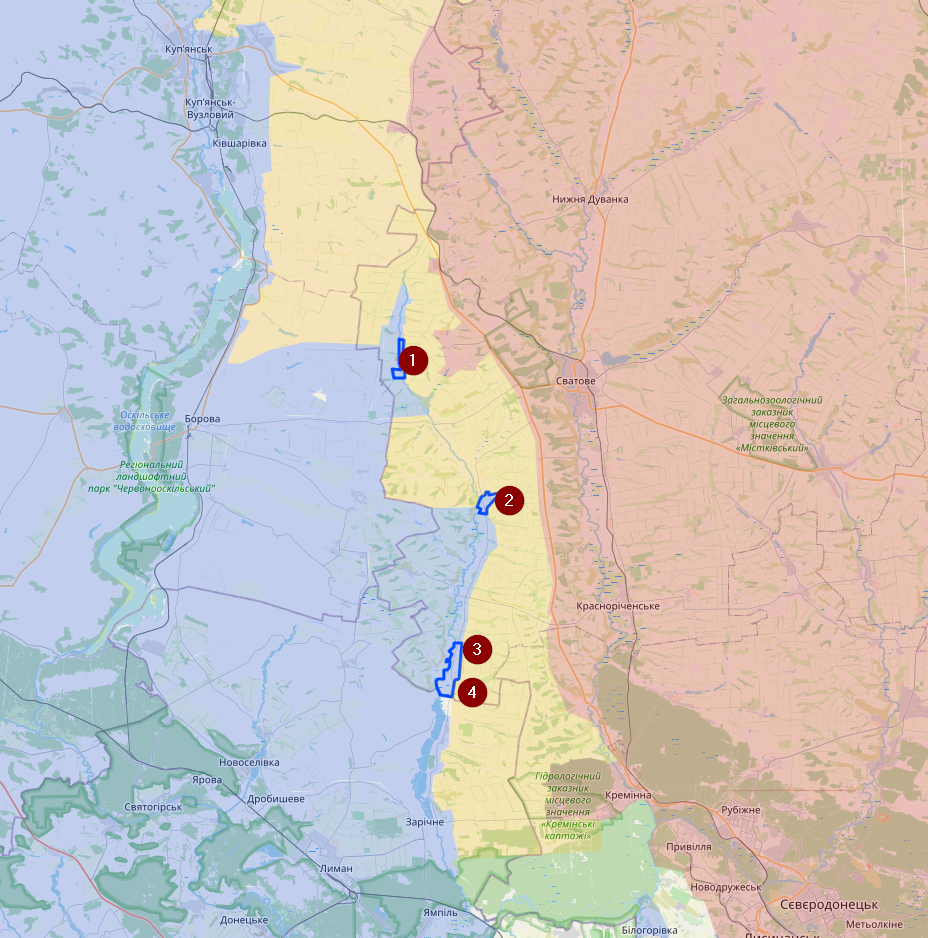 Куп'янськ
Куп'янськ-
Вузловий
Ківшарівка
Нижня Дуванка
1
Сватове
Загальнозоологічний
заказник
місцевого
значення
«Містківський»
Оскільське
водосховище
Борова
Регіональний
ландшафтний
парк "Червонооскільський"
2
Красноріченське
3
4
Новоселівка
Ярова
Святогірськ
Дробишеве
Зарічне
Гідрологічний
заказник
місцевого
значення
«Кремінські
каптажі»
Кремінна
Рубіжне
Привілля
Лиман
Новодружеськ
Сєвєродонецьк
Донецьке
Ямпіль
Білогорівка
Метьолкіне
Лисичанськ